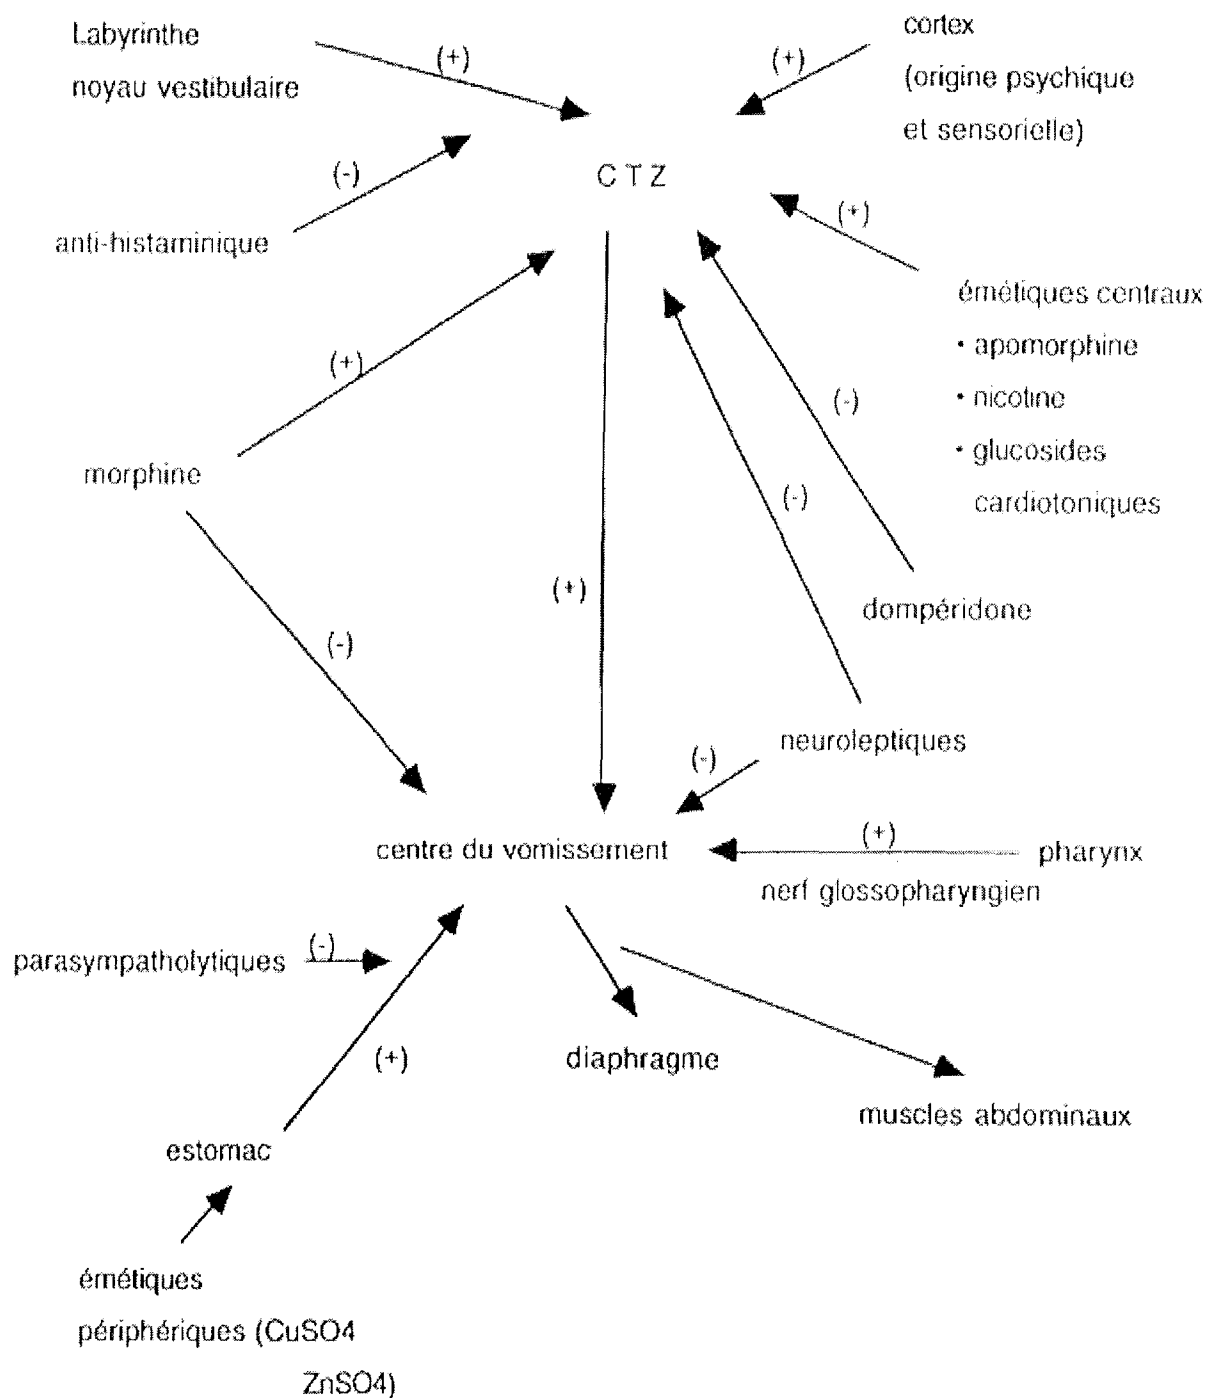 Labyrinthe
noyau vestibulaire
(+)
cortex
(origine psychique
et sensorielle)
(+)
C T Z
(-)
anti-histaminique
(+)
émétiques centraux
• apomorphine
• nicotine
• glucosides
cardiotoniques
(+)
morphine
(-)
dompéridone
(-)
(+)
(-)
neuroleptiques
(-)
centre du vomissement
(+)
pharynx
nerf glossopharyngien
parasympatholytiques
(-)
(+)
diaphragme
muscles abdominaux
estomac
émétiques
périphériques (CuSO4
ZnSO4)